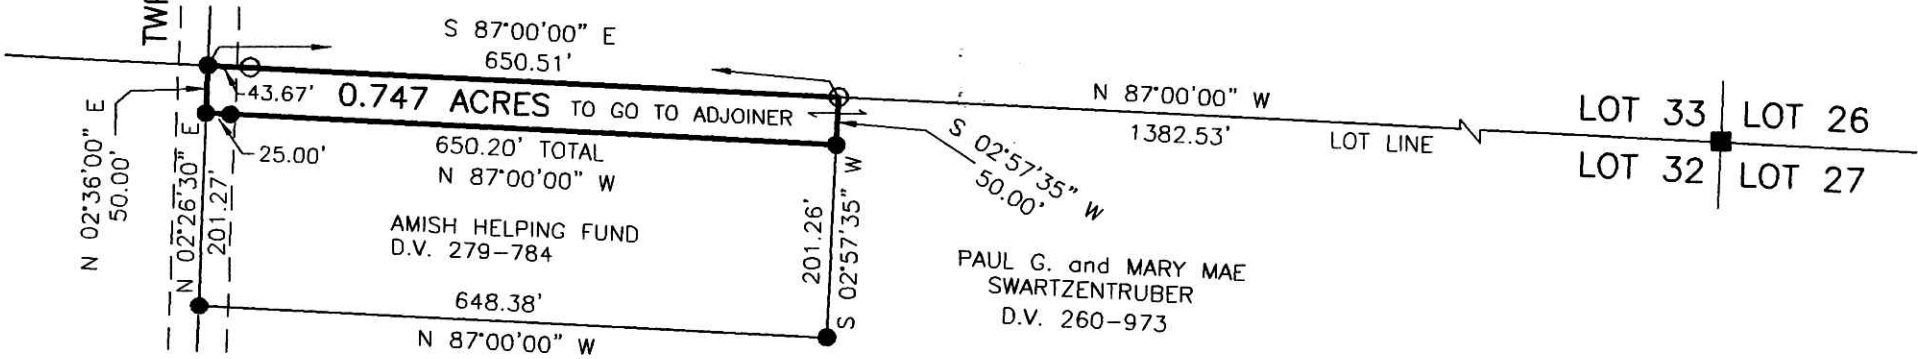 TWP
S 87°00'00" E
650.51'
43.67'
0.747 ACRES TO GO TO ADJOINER
25.00'
650.20' TOTAL
N 87°00'00" W
N 02°36'00" E
50.00'
N 02°26'30" E
201.27'
AMISH HELPING FUND
D.V. 279-784
648.38'
N 87°00'00" W
201.26'
S 02°57'35" W
S 02°57'35" W
50.00'
N 87°00'00" W
1382.53'
LOT LINE
PAUL G. and MARY MAE
SWARTZENTRUBER
D.V. 260-973
LOT 33
LOT 26
LOT 32
LOT 27